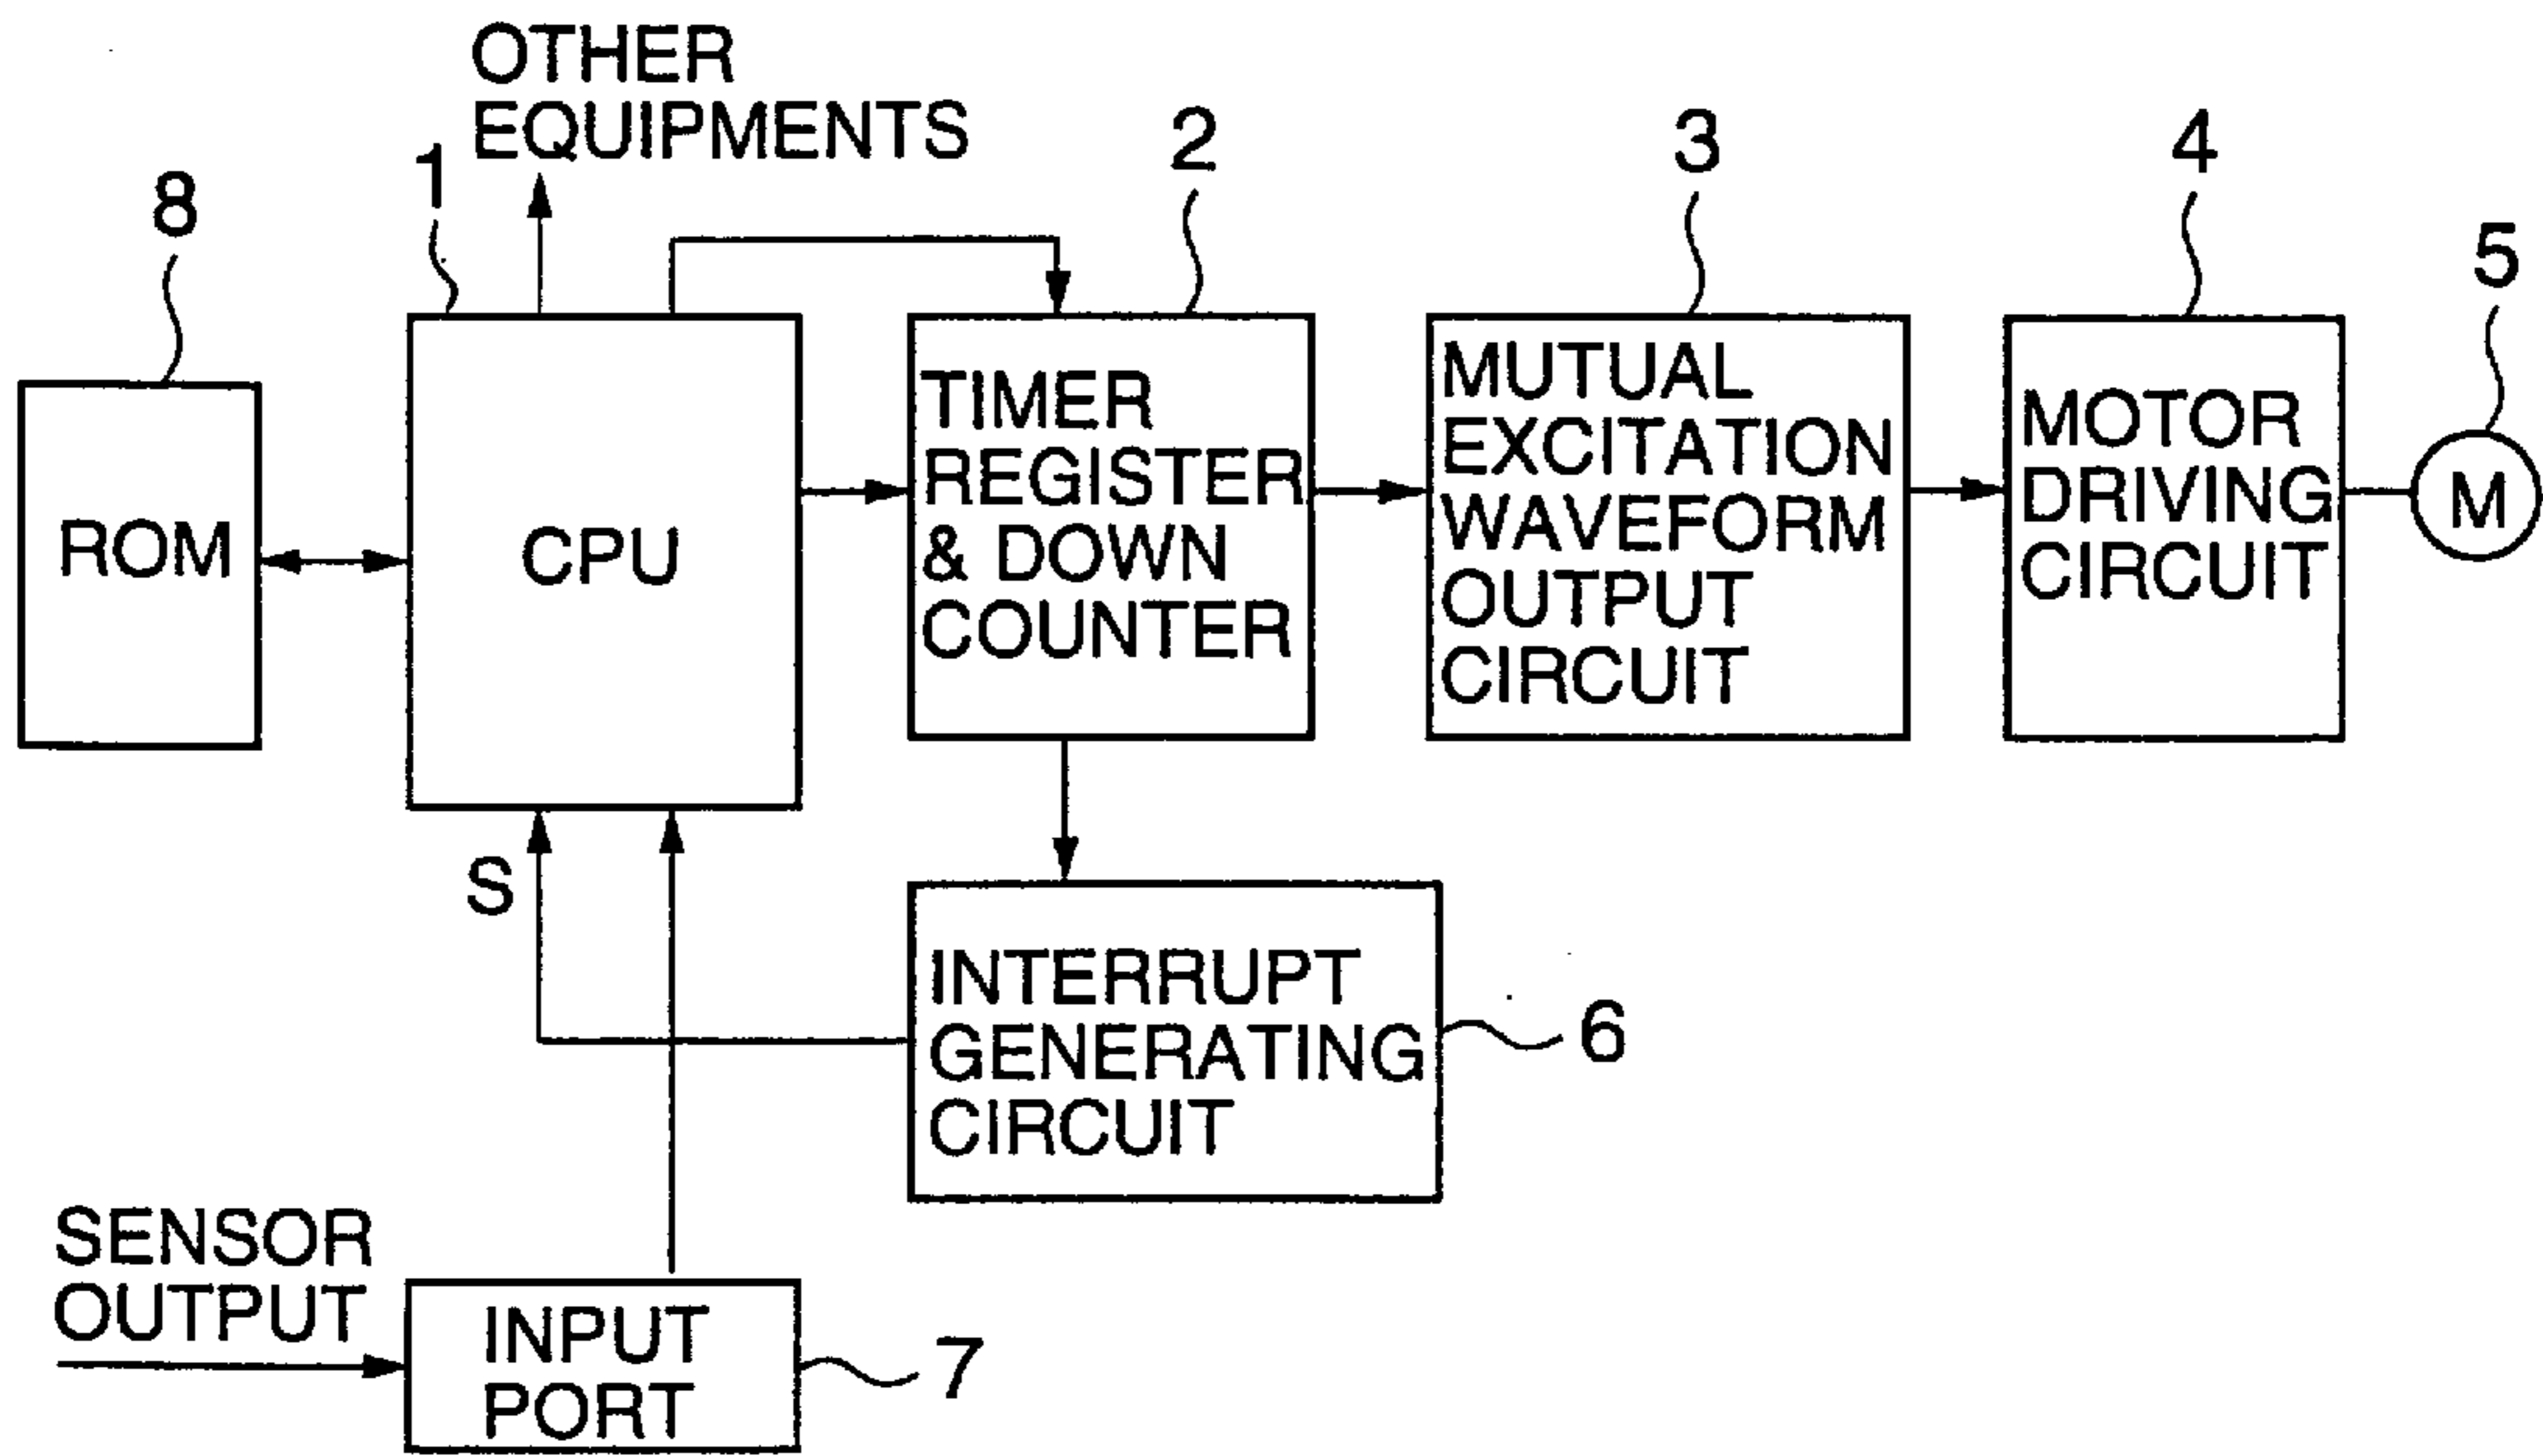 OTHER
EQUIPMENTS
1
2
3
4
5
8
ROM
CPU
TIMER
REGISTER
& DOWN
COUNTER
MUTUAL
EXCITATION
WAVEFORM
OUTPUT
CIRCUIT
MOTOR
DRIVING
CIRCUIT
M
S
INTERRUPT
GENERATING
CIRCUIT
6
SENSOR
OUTPUT
INPUT
PORT
7